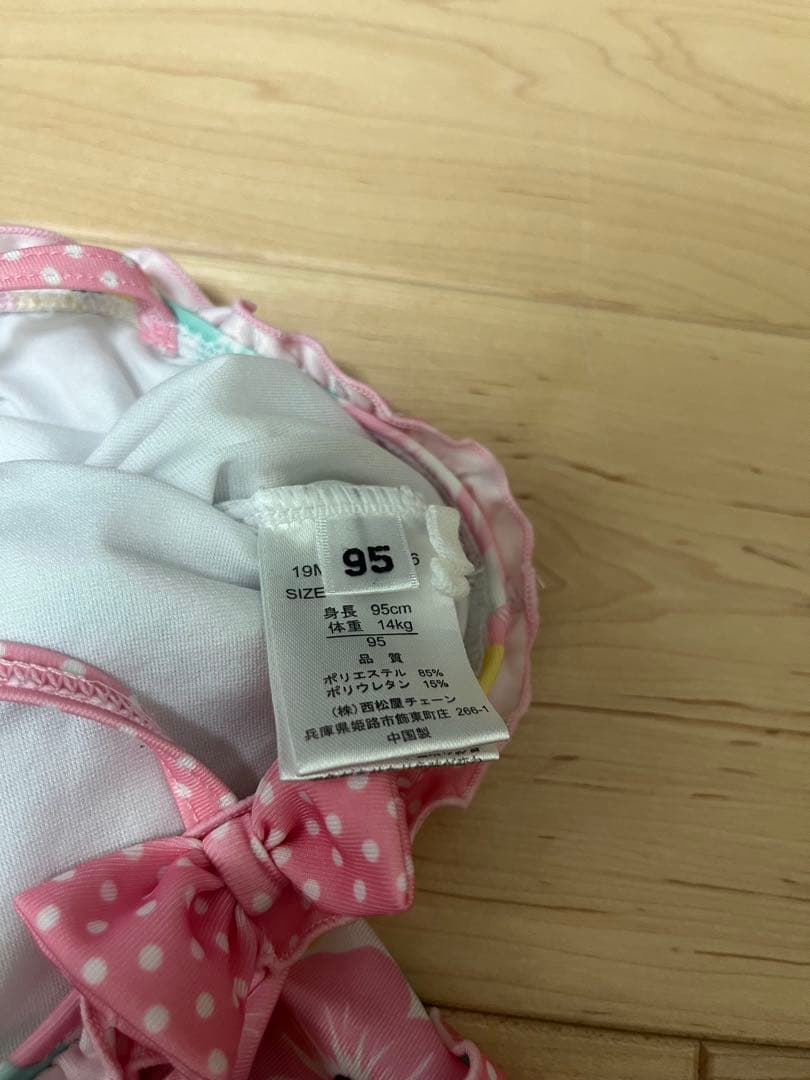 95
19M 6
SIZE
身長 95cm
体重 14kg
95
品質
ポリエステル 85%
ポリウレタン 15%
(株)西松屋チェーン
兵庫県姫路市飾東町庄 266-1
中国製